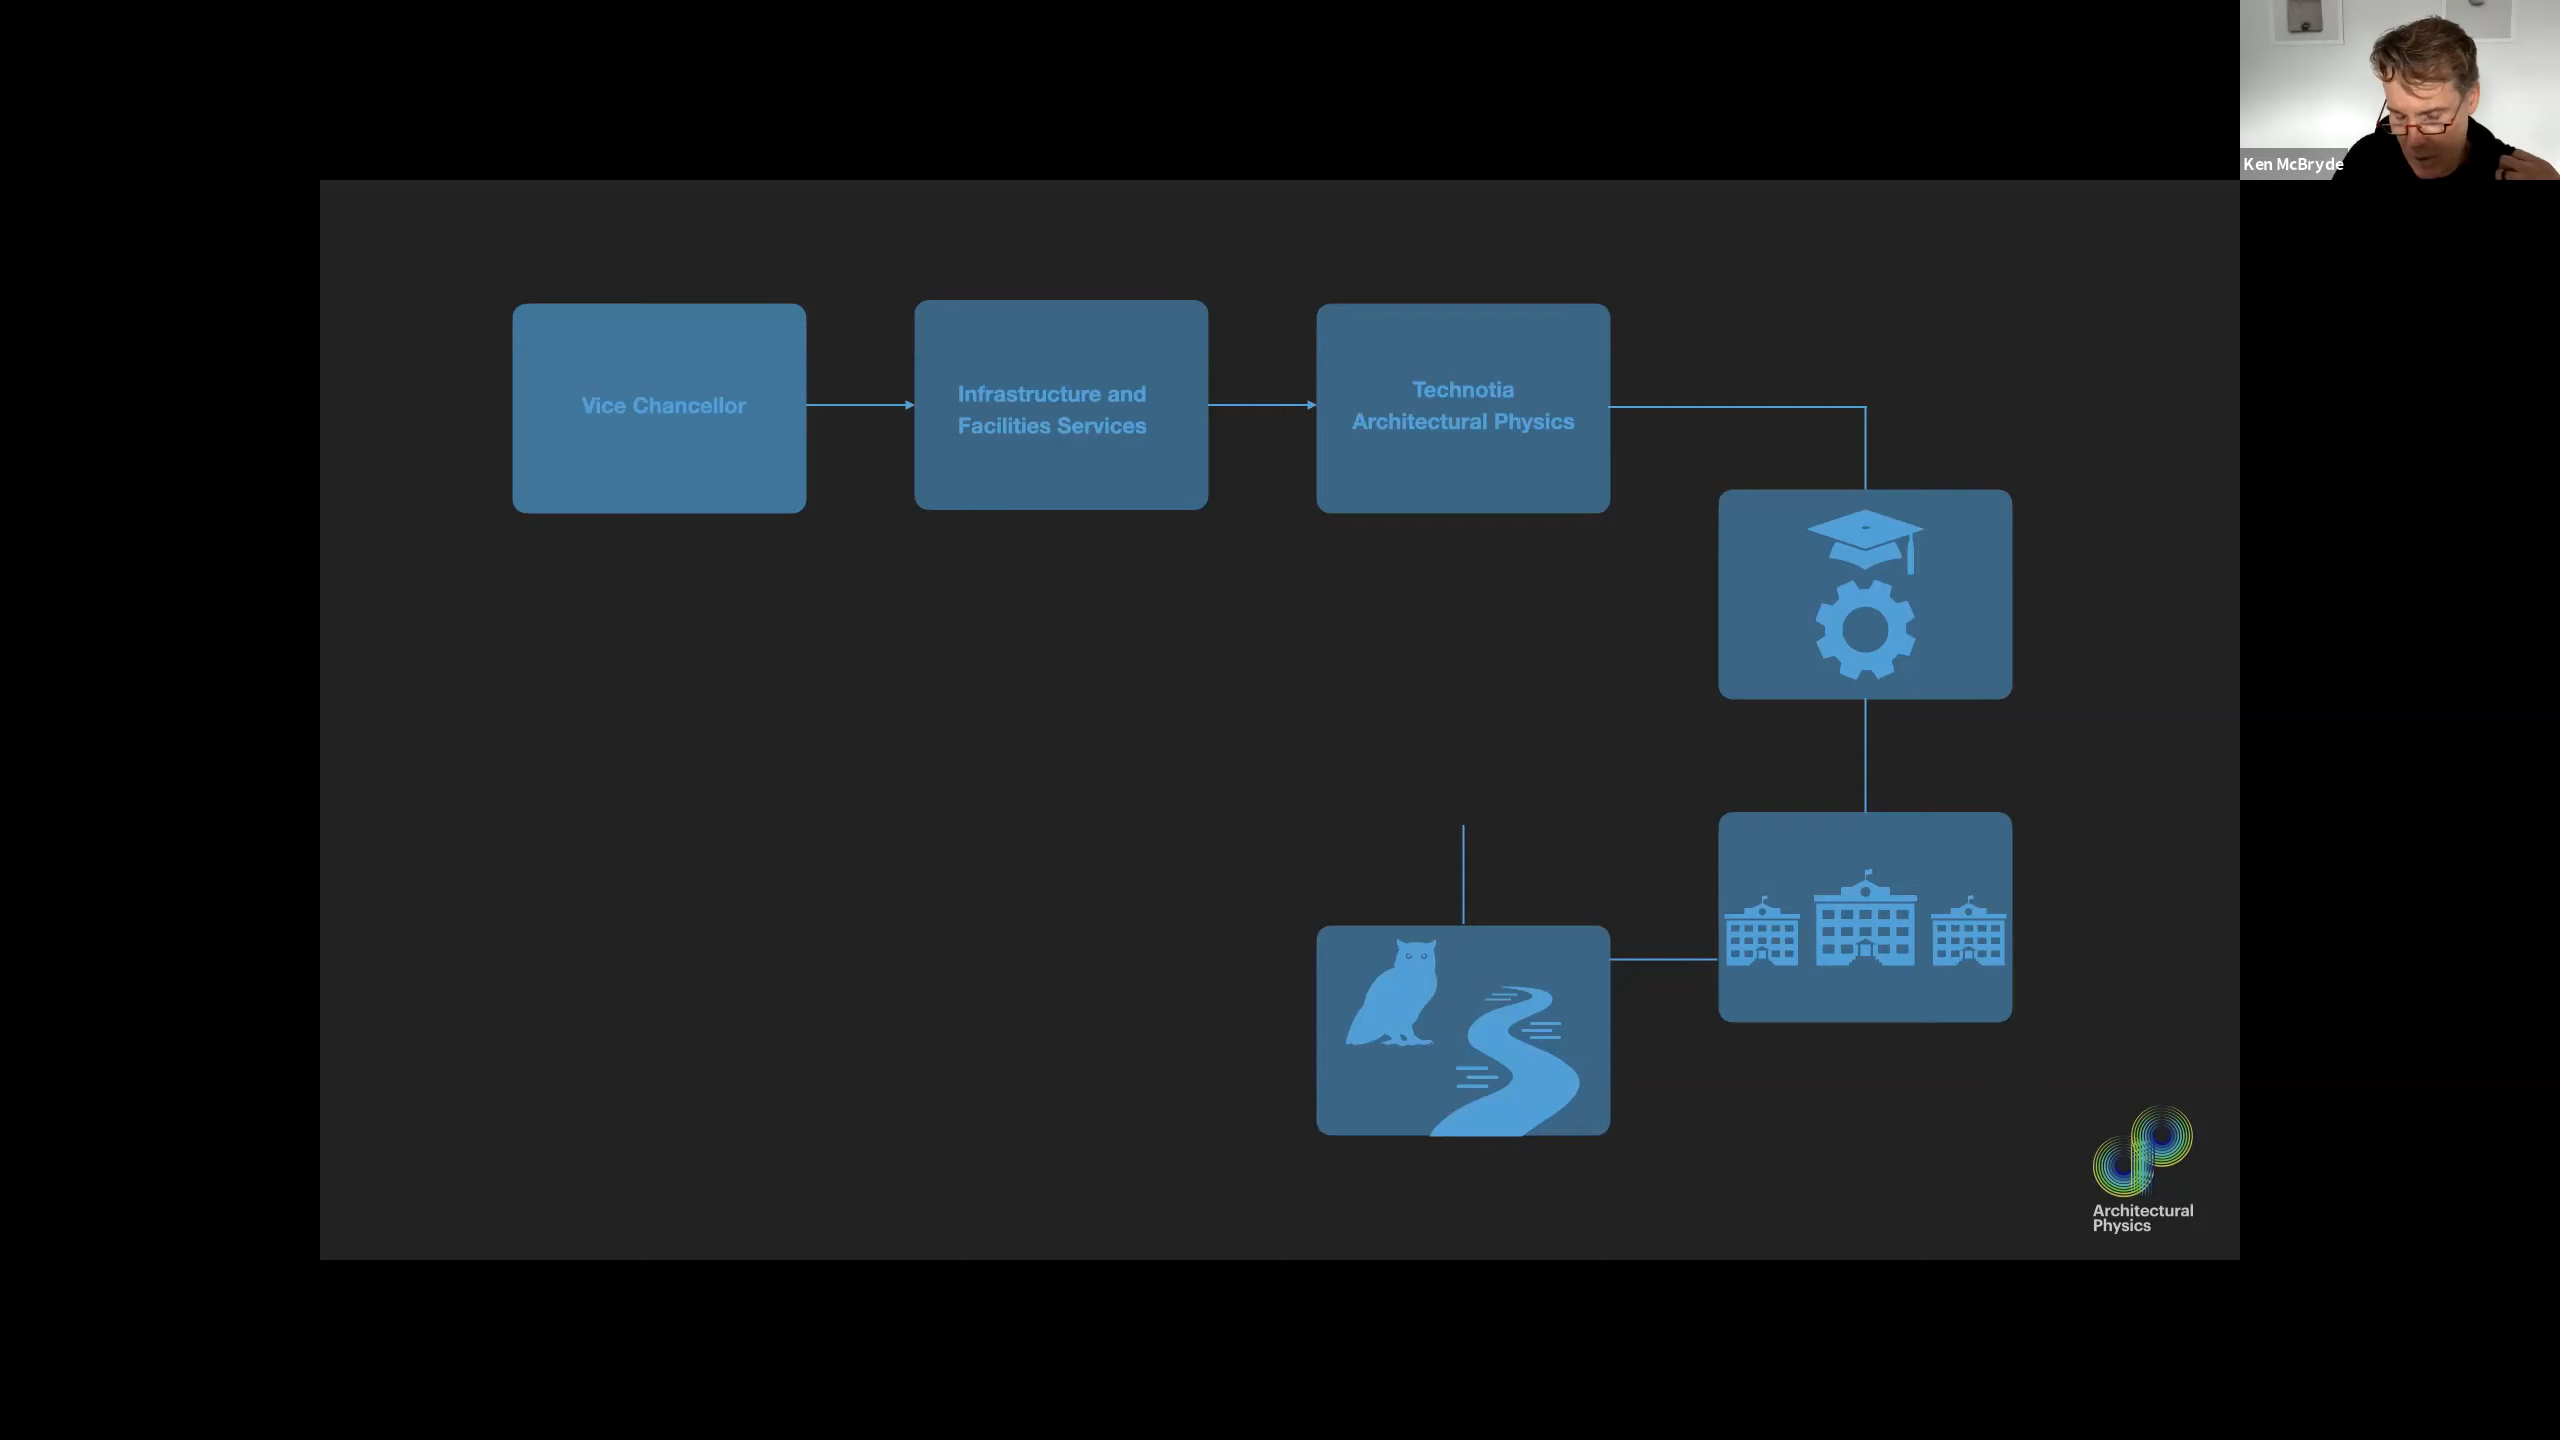 Ken McBryde
Vice Chancellor
Infrastructure and
Facilities Services
Technotia
Architectural Physics
Architectural
Physics